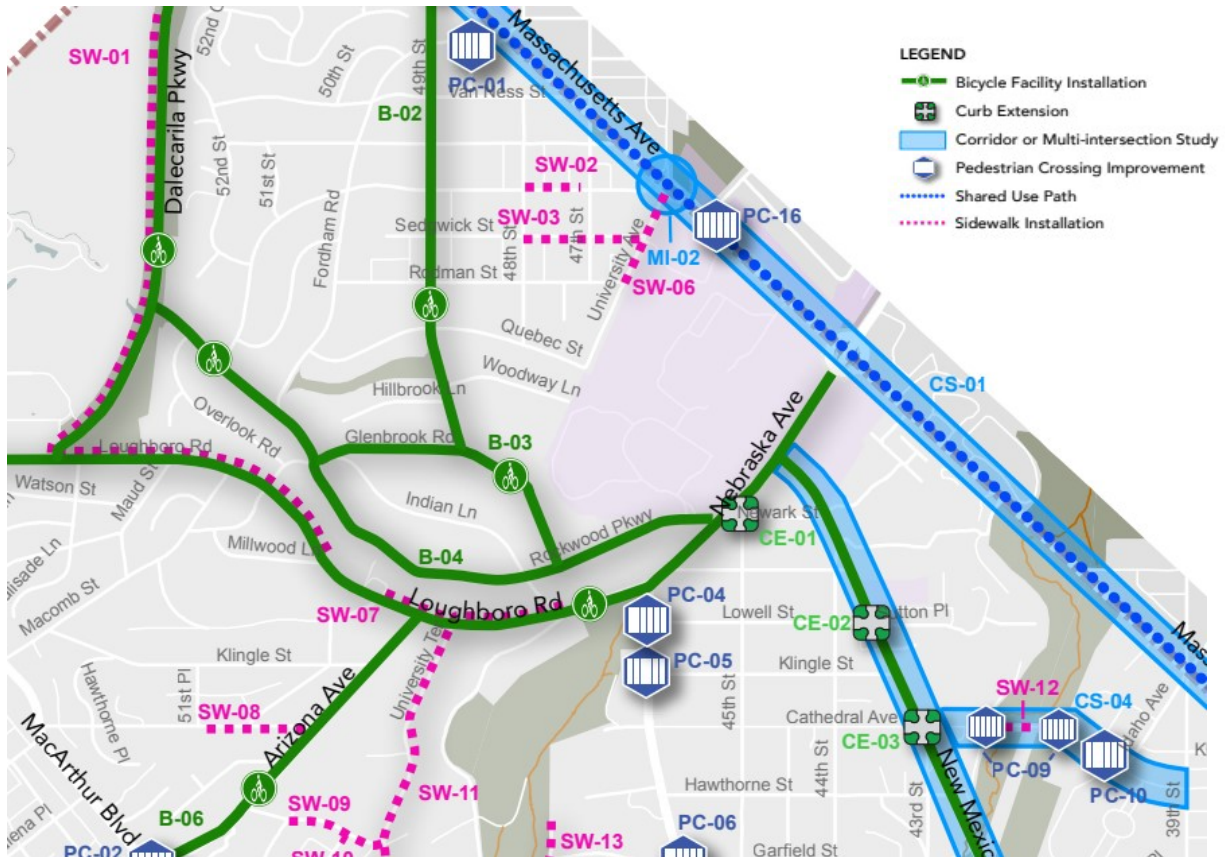 LEGEND
Bicycle Facility Installation
Curb Extension
Corridor or Multi-intersection Study
Pedestrian Crossing Improvement
Shared Use Path
Sidewalk Installation
SW-01
Dalecarila Pkwy
52nd
50th St
49th St
PC-01
Massachusetts Ave
Van Ness St
B-02
52nd St
51st St
Fordham Rd
SW-02
SW-03
Sedgwick St
48th St
47th St
University Ave
MI-02
PC-16
Rodman St
SW-06
Quebec St
Woodway Ln
Hillbrook Ln
CS-01
Overlook Rd
Loughboro Rd
Glenbrook Rd
B-03
Nebraska Ave
Watson St
Maud St
Indian Ln
Newark St
CE-01
Millwood Ln
Rockwood Pkwy
B-04
Macomb St
SW-07
Loughboro Rd
PC-04
Lowell St
CE-02
PC-05
Klingle St
Klingle St
University Te
Hawthorne Pl
51st Pl
SW-08
Arizona Ave
45th St
Cathedral Ave
CE-03
SW-12
CS-04
PC-09
PC-10
MacArthur Blvd
44th St
43rd St
New Mexic
39th St
Hawthorne St
SW-11
SW-09
B-06
SW-10
SW-13
PC-06
PC-02
Garfield St